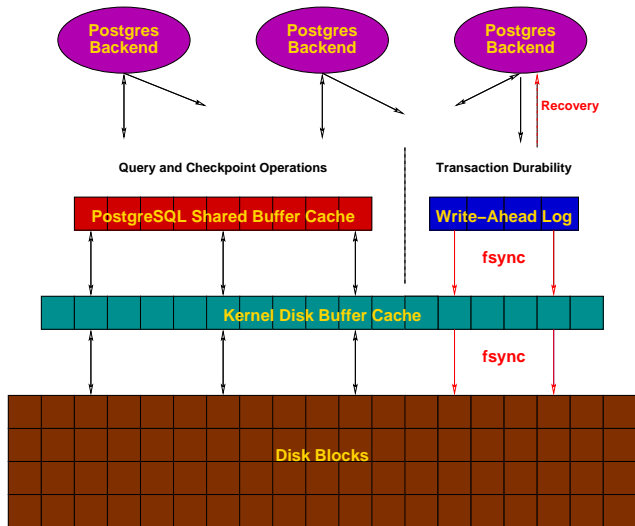 Postgres
Backend
Postgres
Backend
Postgres
Backend
Recovery
Query and Checkpoint Operations
Transaction Durability
PostgreSQL Shared Buffer Cache
Write−Ahead Log
fsync
Kernel Disk Buffer Cache
fsync
Disk Blocks